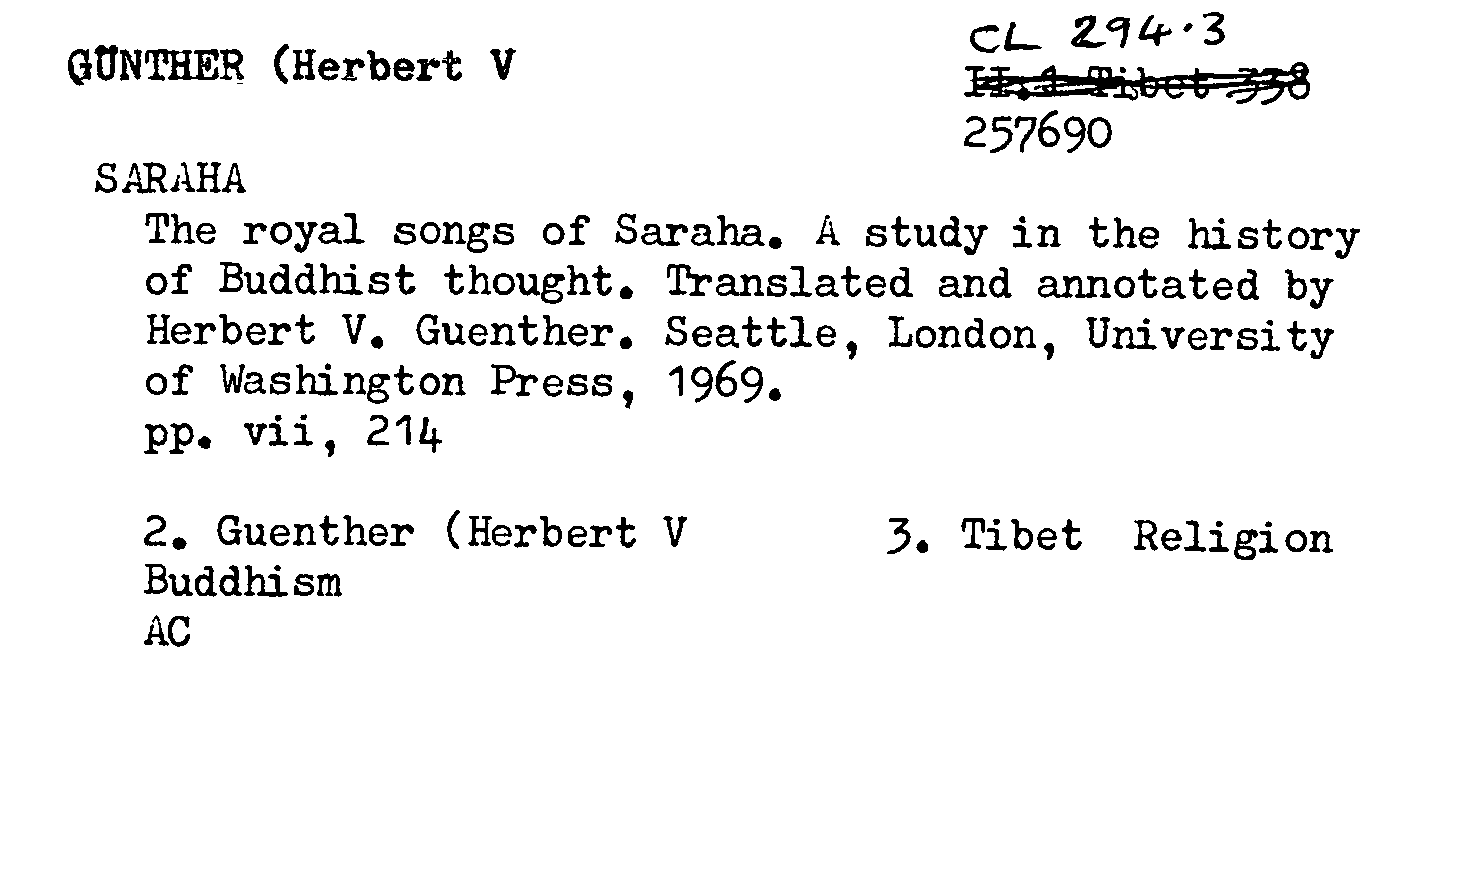 GÜNTHER (Herbert V
CL 294.3
II.1 Tibet 338
257690
SARAHA
The royal songs of Saraha. A study in the history
of Buddhist thought. Translated and annotated by
Herbert V. Guenther. Seattle, London, University
of Washington Press, 1969.
pp. vii, 214
2. Guenther (Herbert V 3. Tibet Religion
Buddhism
AC